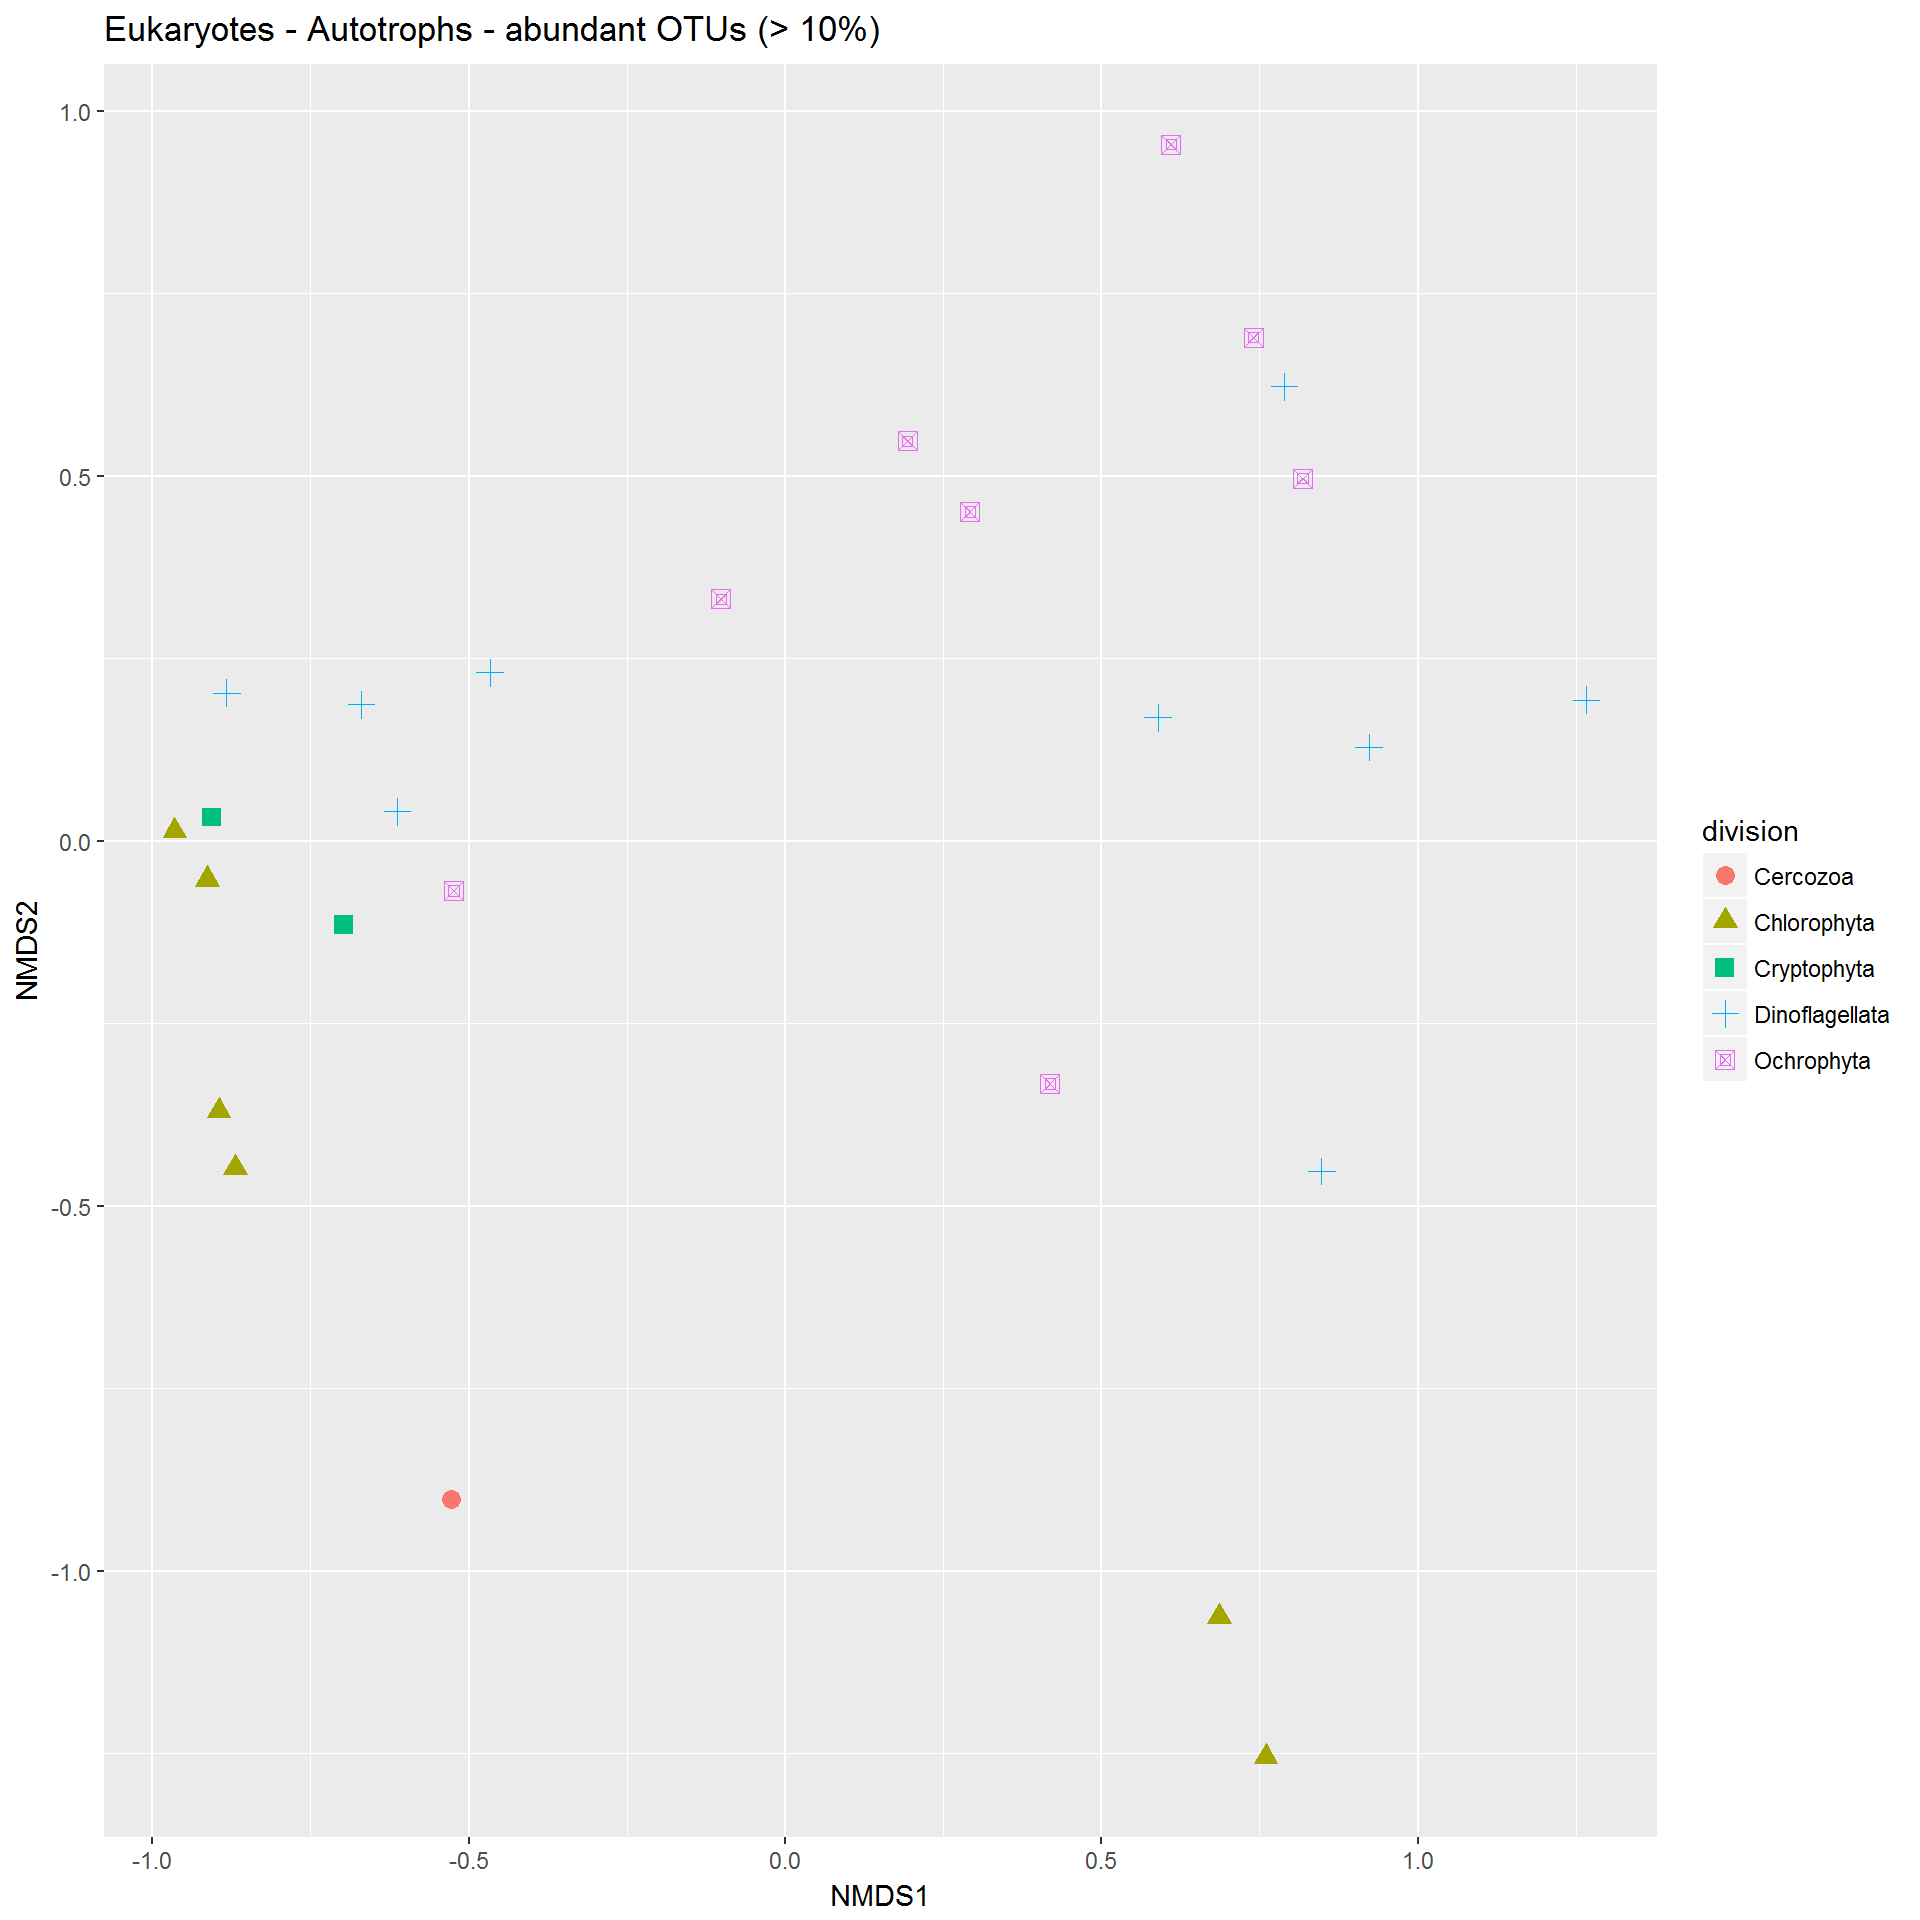 Eukaryotes - Autotrophs - abundant OTUs (> 10%)
1.0
0.5
0.0
-0.5
-1.0
NMDS2
-1.0 -0.5 0.0 0.5 1.0
NMDS1
division
Cercozoa
Chlorophyta
Cryptophyta
Dinoflagellata
Ochrophyta